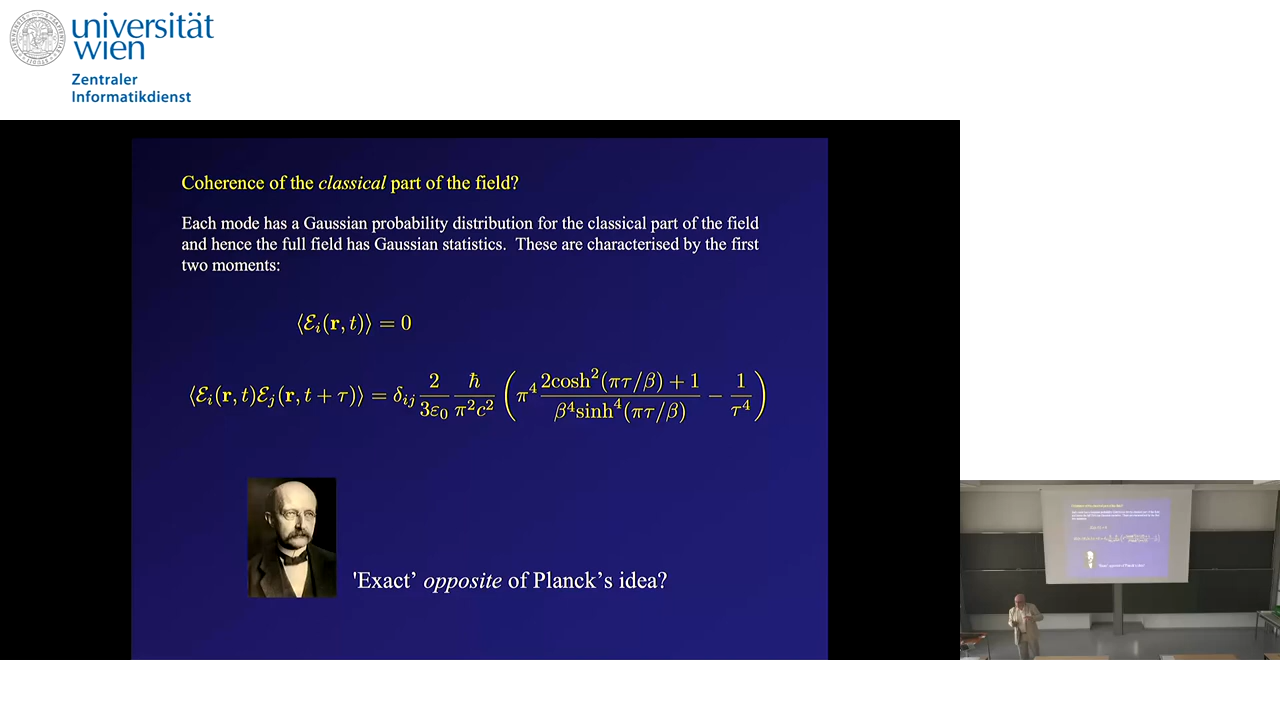 universität
wien
Zentraler
Informatikdienst
Coherence of the classical part of the field?
Each mode has a Gaussian probability distribution for the classical part of the field
and hence the full field has Gaussian statistics. These are characterised by the first
two moments:
⟨ℰᵢ(r, t)⟩ = 0
⟨ℰᵢ(r, t)ℰⱼ(r, t + τ)⟩ = δᵢⱼ 2/(3ε₀) ħ/(π²c²) (π⁴ (2cosh²(πτ/β) + 1)/(β⁴sinh⁴(πτ/β)) − 1/τ⁴)
'Exact’ opposite of Planck’s idea?